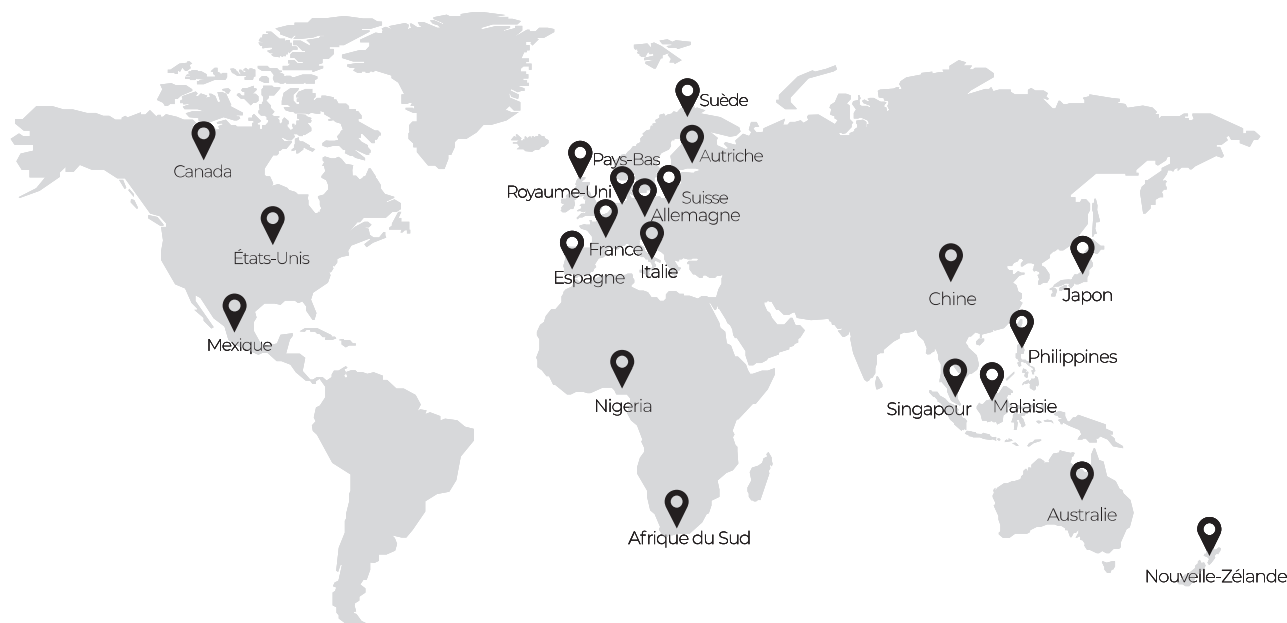 Suède
Pays-Bas
Autriche
Canada
Royaume-Uni
Suisse
Allemagne
France
États-Unis
Italie
Espagne
Chine
Japon
Mexique
Philippines
Nigeria
Singapour
Malaisie
Australie
Afrique du Sud
Nouvelle-Zélande